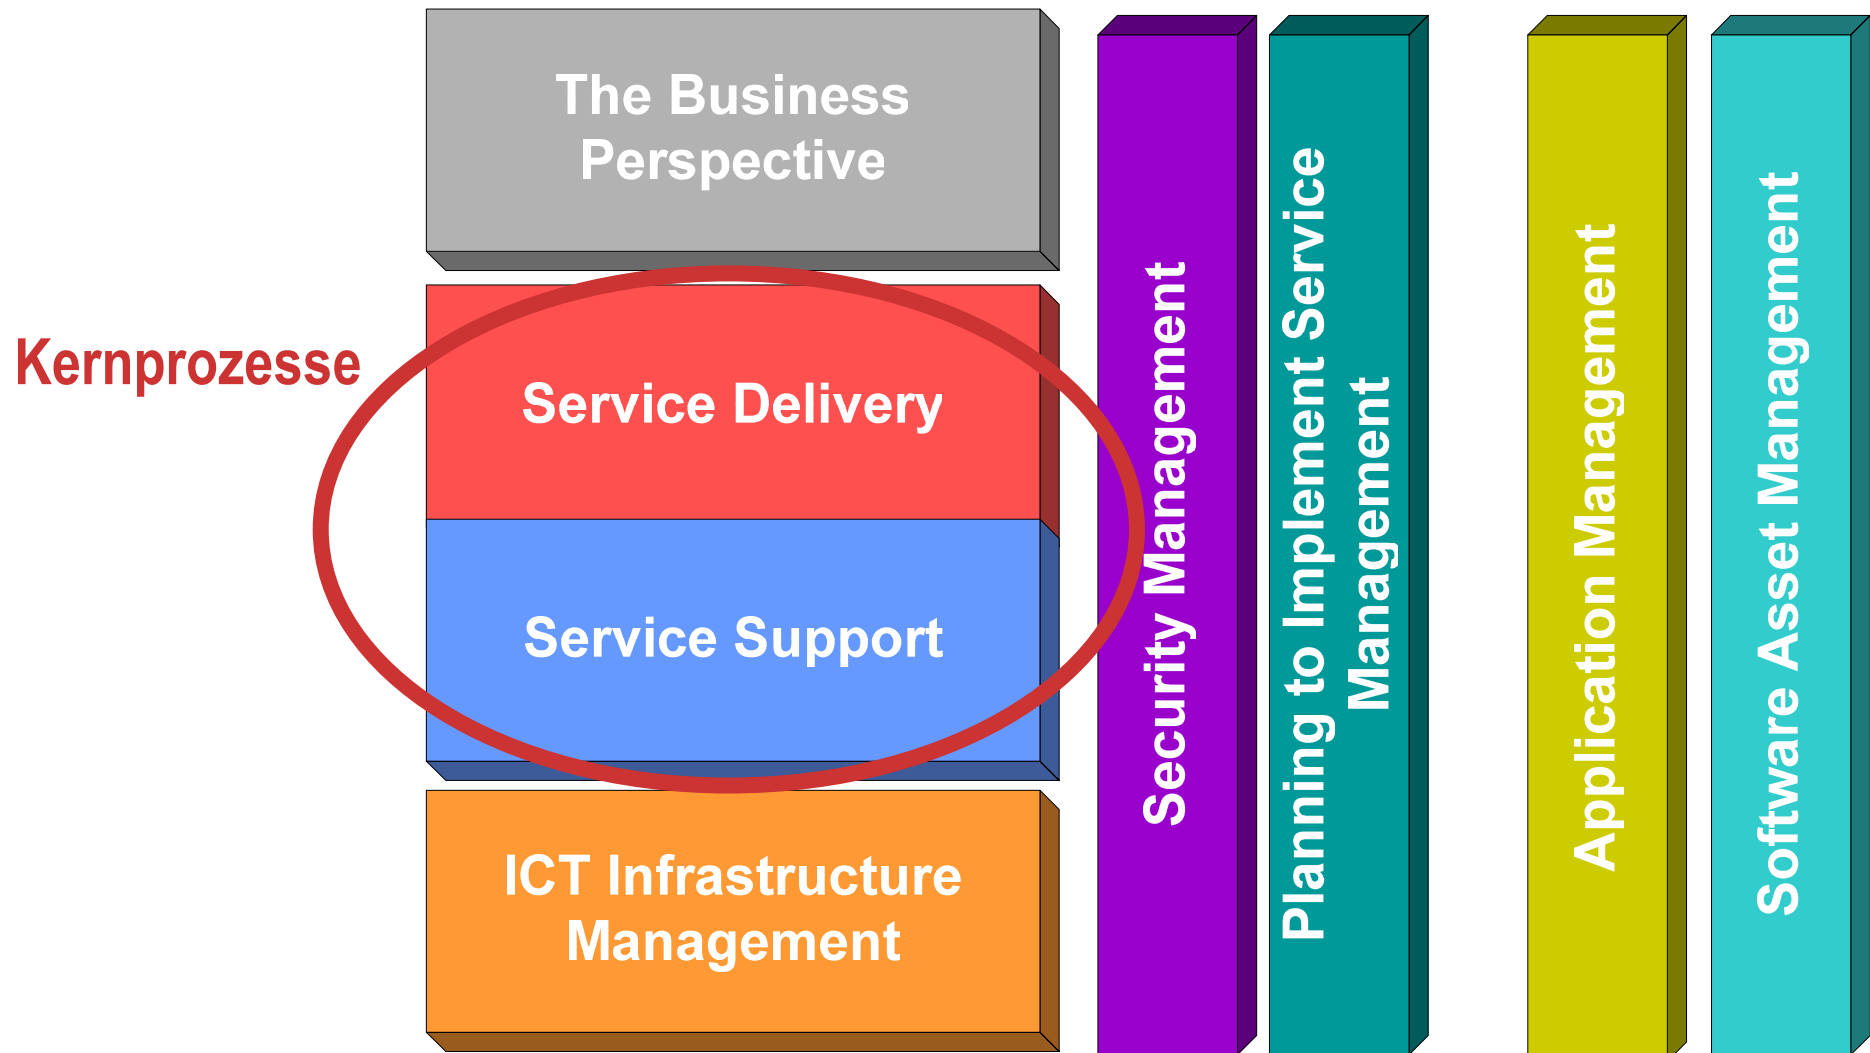 The Business
Perspective
Kernprozesse
Service Delivery
Service Support
ICT Infrastructure
Management
Security Management
Planning to Implement Service
Management
Application Management
Software Asset Management